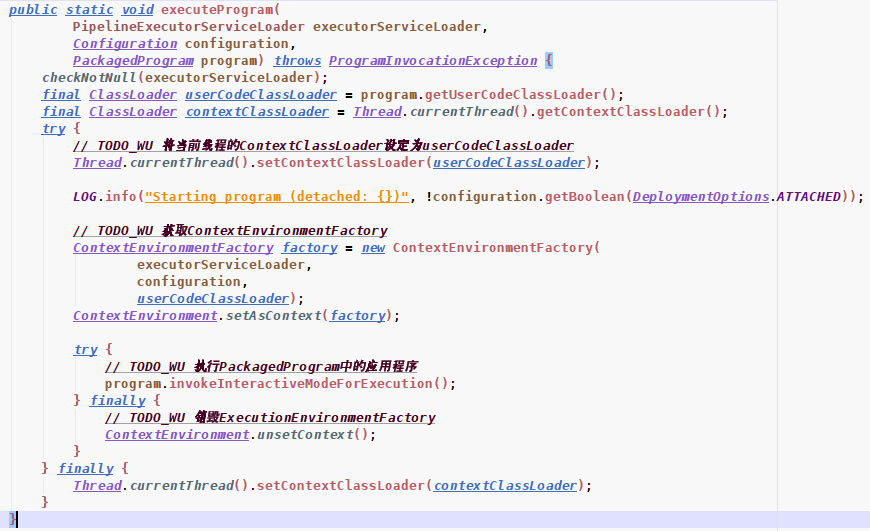 public static void executeProgram(
PipelineExecutorServiceLoader executorServiceLoader,
Configuration configuration,
PackagedProgram program) throws ProgramInvocationException {
checkNotNull(executorServiceLoader);
final ClassLoader userCodeClassLoader = program.getUserCodeClassLoader();
final ClassLoader contextClassLoader = Thread.currentThread().getContextClassLoader();
try {
// TODO_WU 将当前线程的ContextClassLoader设定为userCodeClassLoader
Thread.currentThread().setContextClassLoader(userCodeClassLoader);
LOG.info("Starting program (detached: {})", !configuration.getBoolean(DeploymentOptions.ATTACHED));
// TODO_WU 获取ContextEnvironmentFactory
ContextEnvironmentFactory factory = new ContextEnvironmentFactory(
executorServiceLoader,
configuration,
userCodeClassLoader);
ContextEnvironment.setAsContext(factory);
try {
// TODO_WU 执行PackagedProgram中的应用程序
program.invokeInteractiveModeForExecution();
} finally {
// TODO_WU 销毁ExecutionEnvironmentFactory
ContextEnvironment.unsetContext();
}
} finally {
Thread.currentThread().setContextClassLoader(contextClassLoader);
}
}